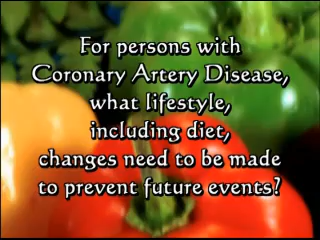 For persons with
Coronary Artery Disease,
what lifestyle,
including diet,
changes need to be made
to prevent future events?